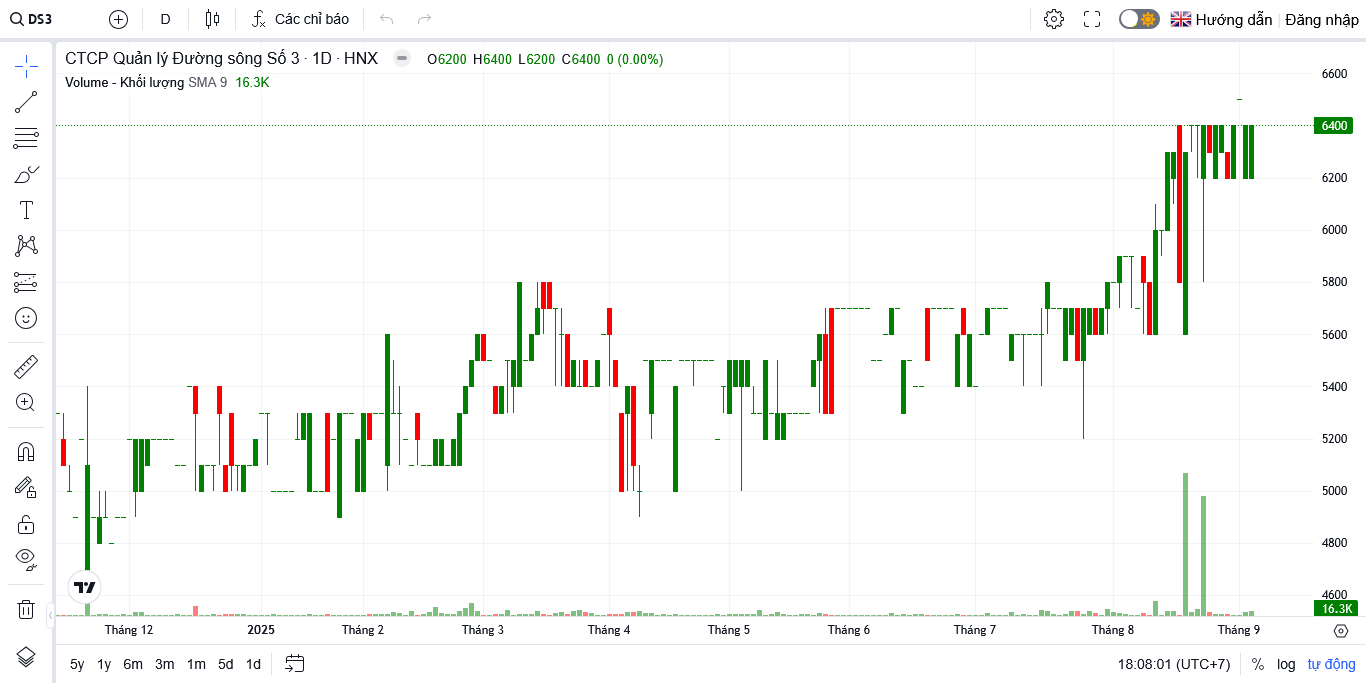 DS3 D Các chỉ báo Hướng dẫn Đăng nhập
CTCP Quản lý Đường sông Số 3 · 1D · HNX O6200 H6400 L6200 C6400 0 (0.00%)
Volume - Khối lượng SMA 9 16.3K
6600
6400
6200
6000
5800
5600
5400
5200
5000
4800
4600
16.3K
Tháng 12 2025 Tháng 2 Tháng 3 Tháng 4 Tháng 5 Tháng 6 Tháng 7 Tháng 8 Tháng 9
5y 1y 6m 3m 1m 5d 1d 18:08:01 (UTC+7) % log tự động